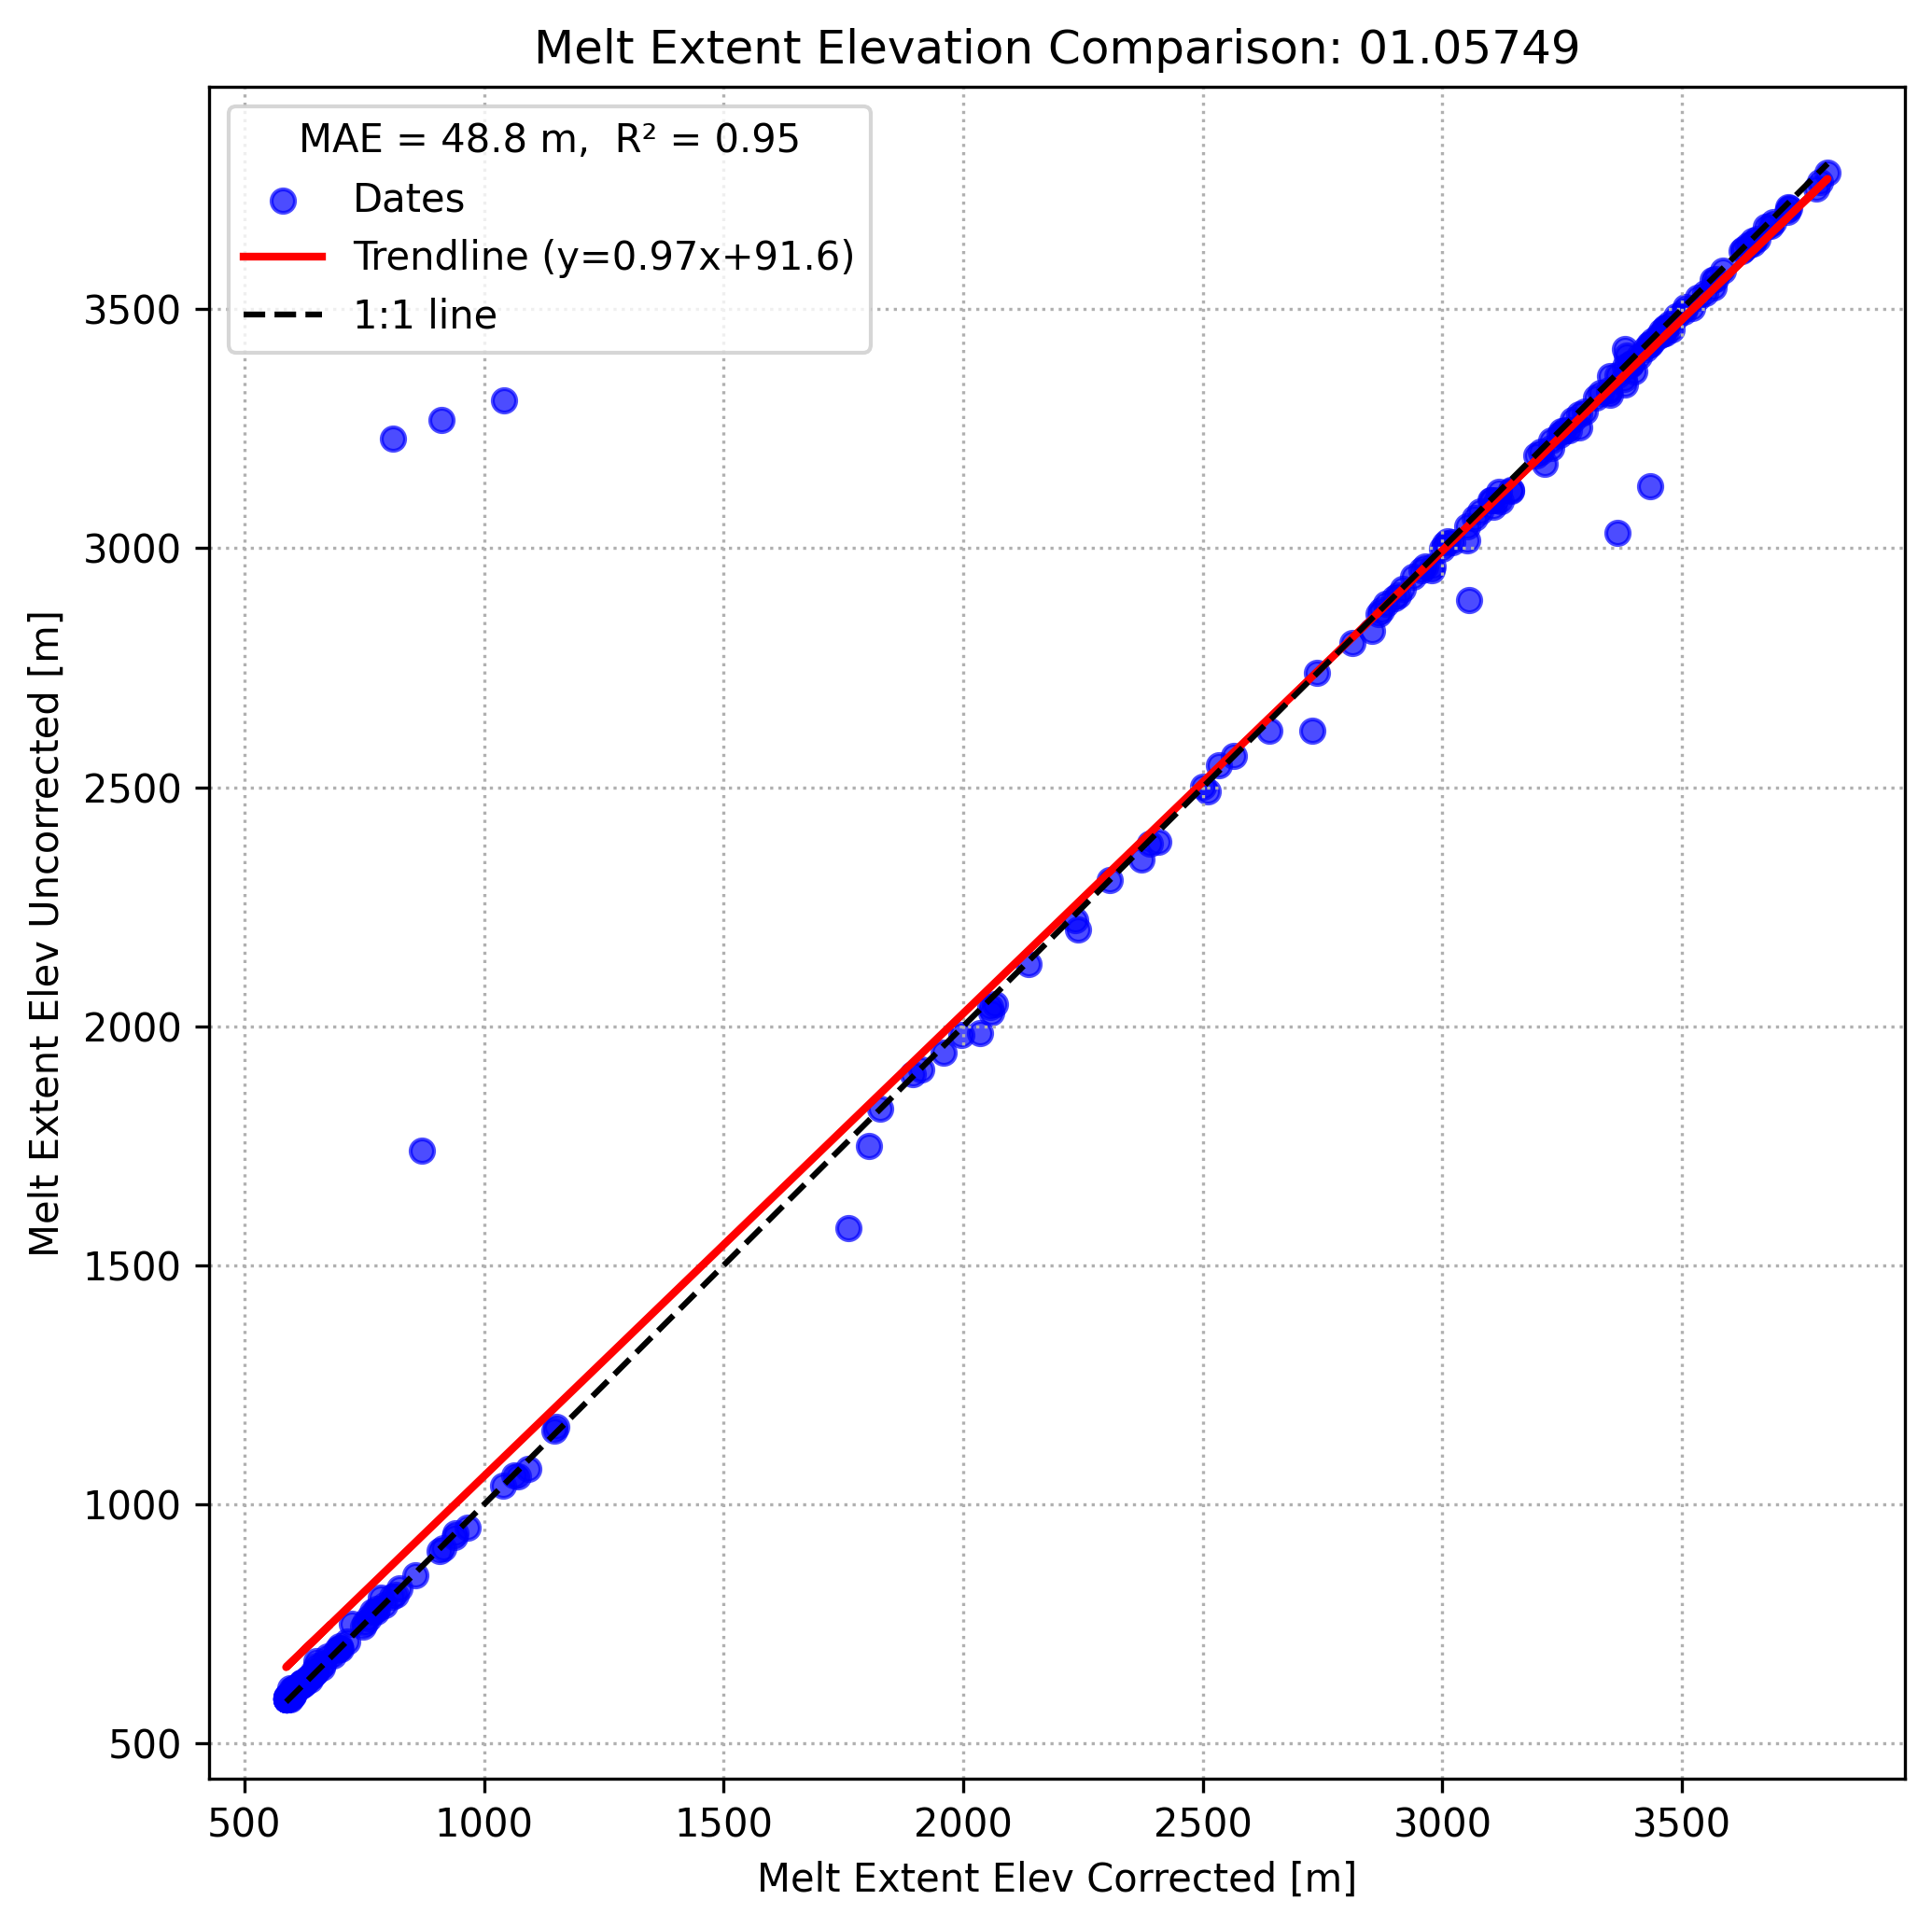 Melt Extent Elevation Comparison: 01.05749
MAE = 48.8 m,  R² = 0.95
Dates
Trendline (y=0.97x+91.6)
1:1 line
Melt Extent Elev Uncorrected [m]
3500
3000
2500
2000
1500
1000
500
500 1000 1500 2000 2500 3000 3500
Melt Extent Elev Corrected [m]